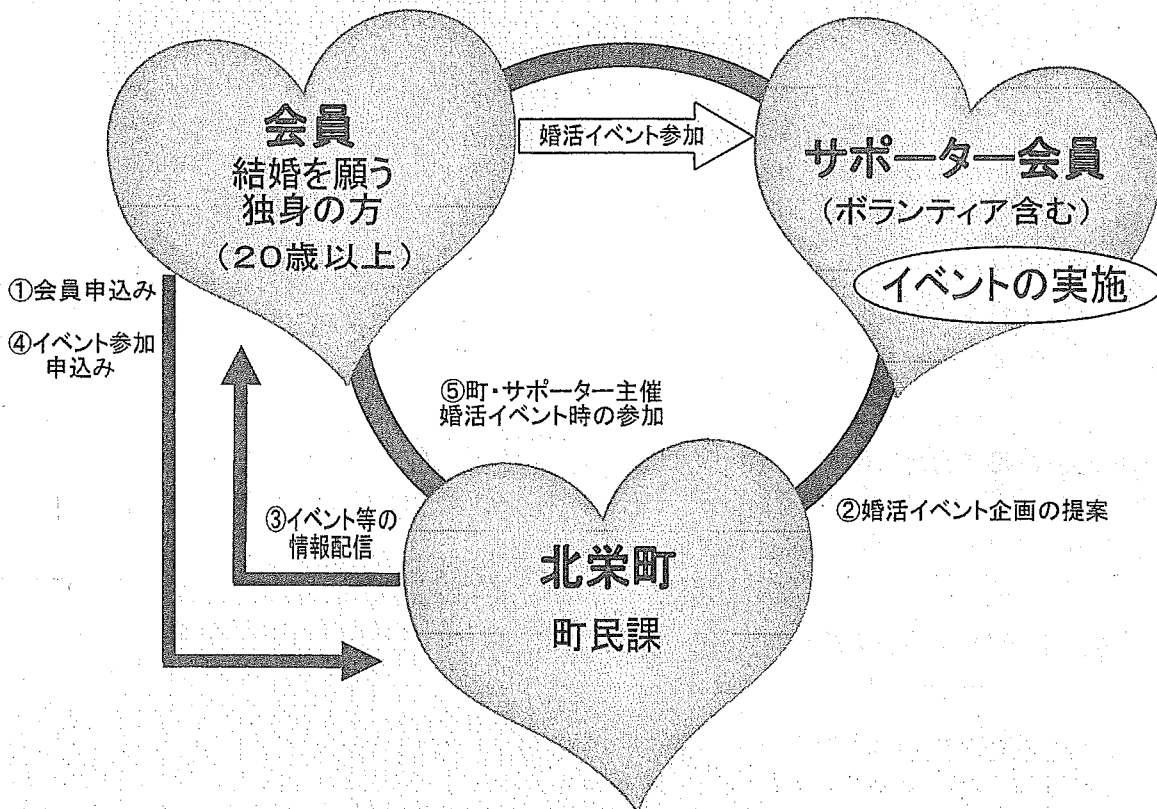 会員
結婚を願う
独身の方
(20歳以上)
婚活イベント参加
サポーター会員
(ボランティア含む)
イベントの実施
①会員申込み
④イベント参加
申込み
⑤町・サポーター主催
婚活イベント時の参加
③イベント等の
情報配信
②婚活イベント企画の提案
北栄町
町民課